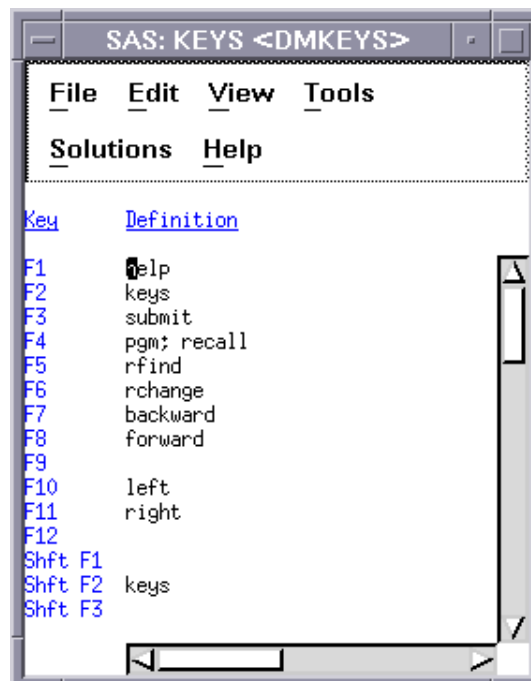 SAS: KEYS <DMKEYS>
File Edit View Tools
Solutions Help
Key Definition
F1 help
F2 keys
F3 submit
F4 pgm; recall
F5 rfind
F6 rchange
F7 backward
F8 forward
F9
F10 left
F11 right
F12
Shft F1
Shft F2 keys
Shft F3